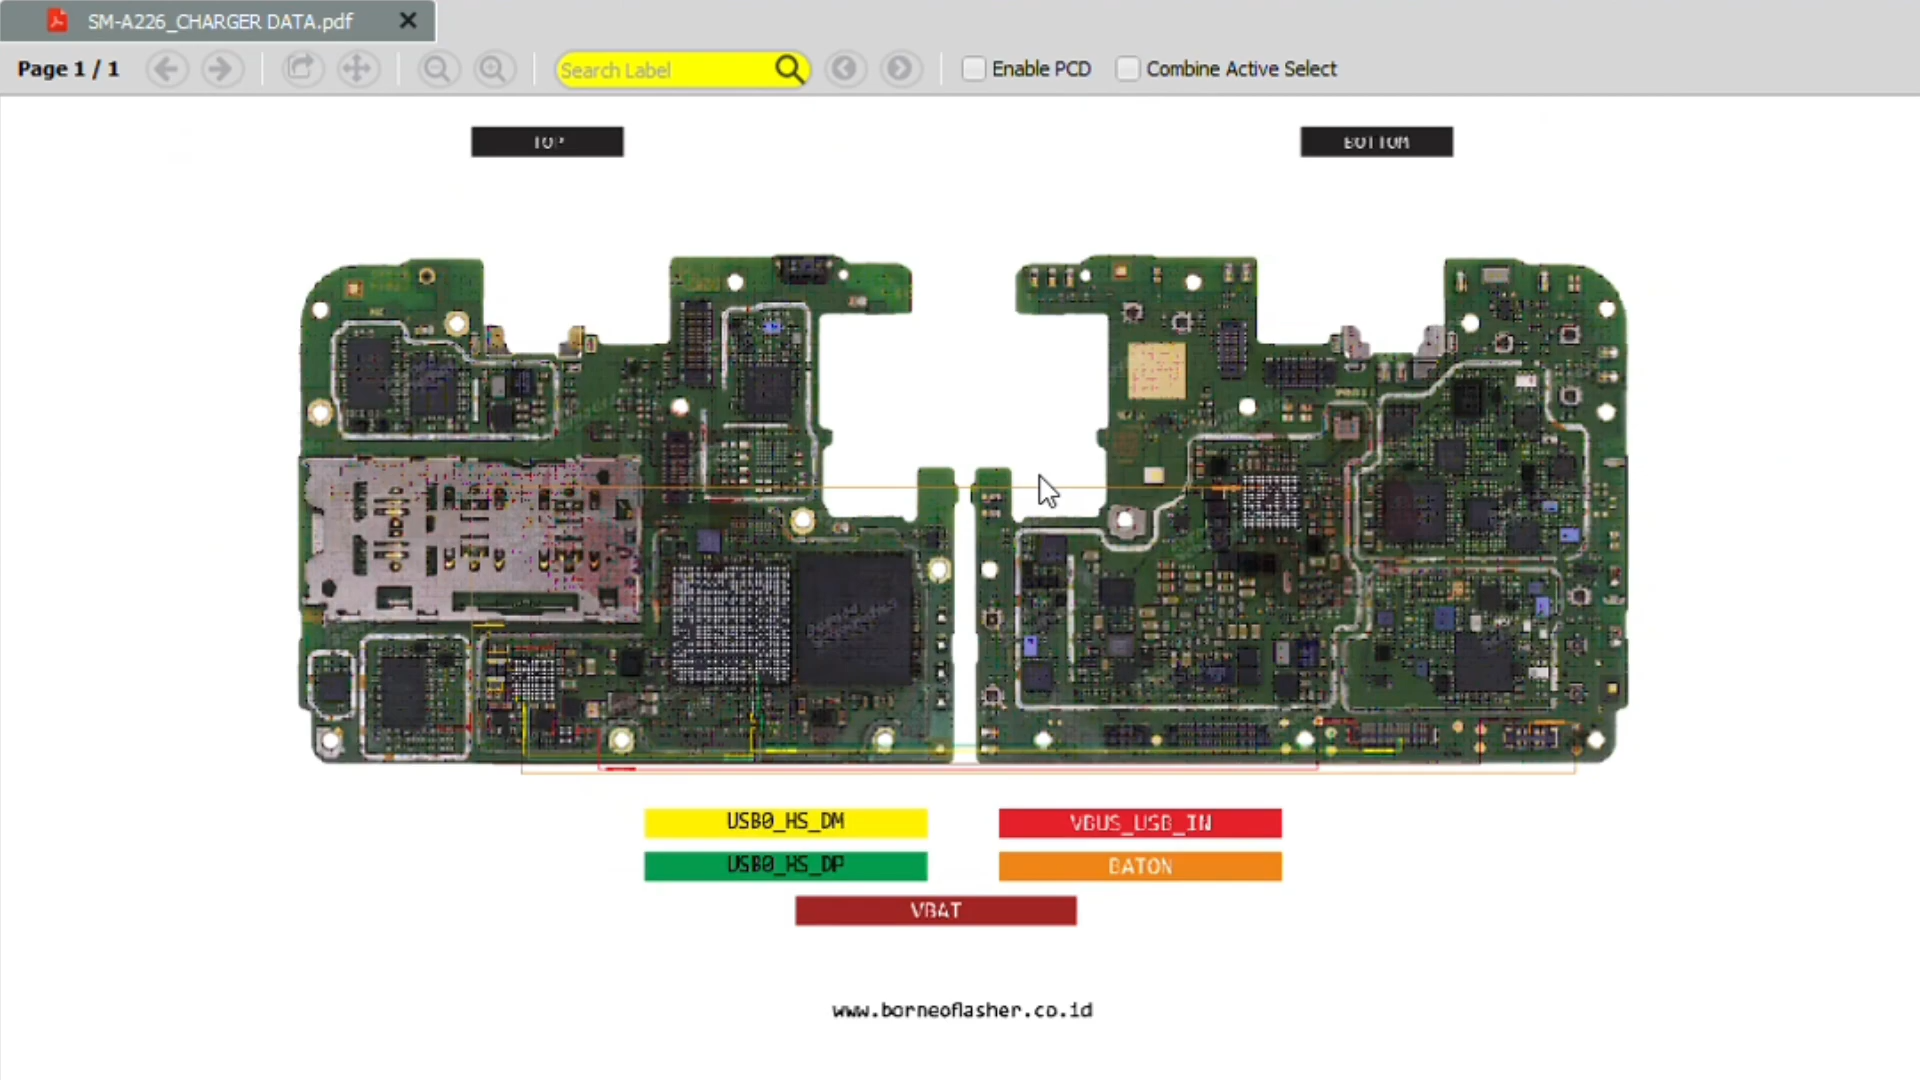 SM-A226_CHARGER DATA.pdf
Page 1 / 1
Search Label
Enable PCD
Combine Active Select
TOP
BOTTOM
USB0_HS_DM
VBUS_USB_IN
USB0_HS_DP
BATON
VBAT
www.borneoflasher.co.id